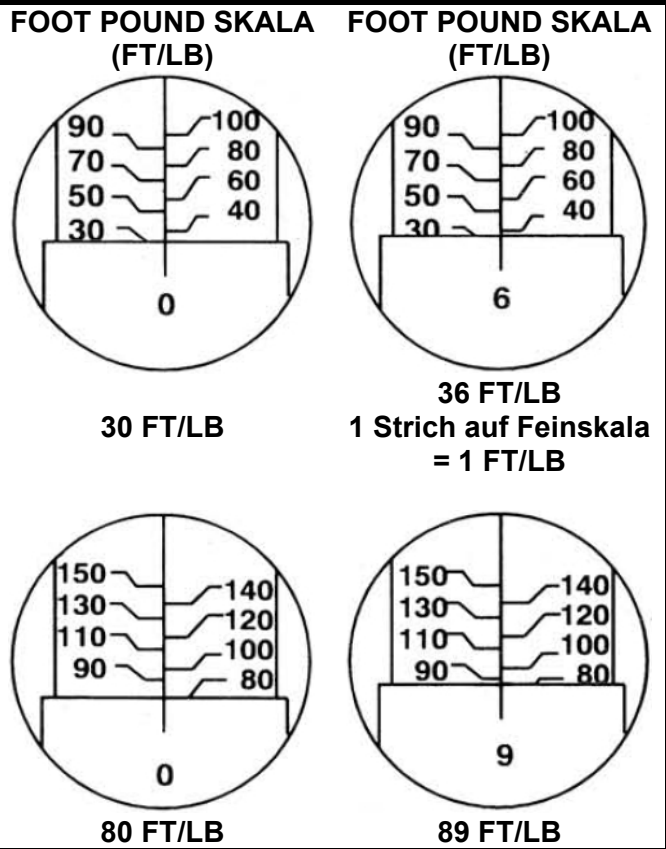 FOOT POUND SKALA
(FT/LB)
90 100
70 80
50 60
30 40
0
30 FT/LB
FOOT POUND SKALA
(FT/LB)
90 100
70 80
50 60
30 40
6
36 FT/LB
1 Strich auf Feinskala
= 1 FT/LB
150 140
130 120
110 100
90 80
0
80 FT/LB
150 140
130 120
110 100
90 80
9
89 FT/LB